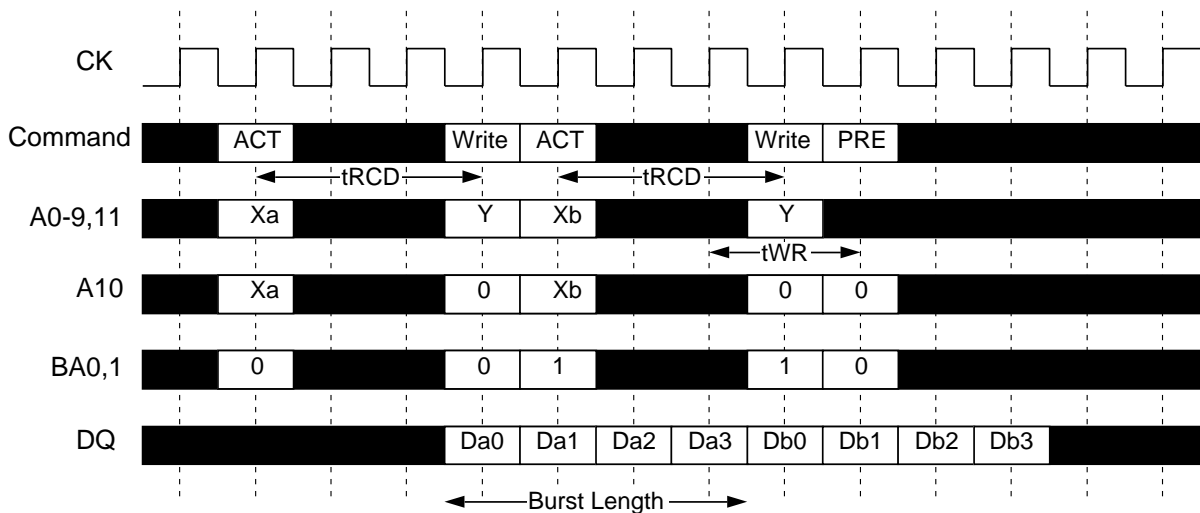 CK
Command ACT Write ACT Write PRE
tRCD tRCD
A0-9,11 Xa Y Xb Y
tWR
A10 Xa 0 Xb 0 0
BA0,1 0 0 1 1 0
DQ Da0 Da1 Da2 Da3 Db0 Db1 Db2 Db3
Burst Length